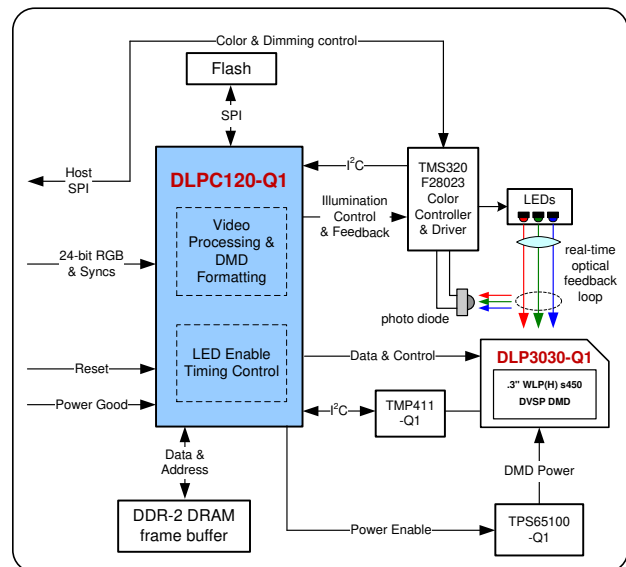 Color & Dimming control
Flash
SPI
Host
SPI
DLPC120-Q1
I²C
TMS320
F28023
Color
Controller
& Driver
LEDs
Illumination
Control
& Feedback
Video
Processing &
DMD
Formatting
24-bit RGB
& Syncs
real-time
optical
feedback
loop
photo diode
LED Enable
Timing Control
Data & Control
DLP3030-Q1
.3" WLP(H) s450
DVSP DMD
Reset
Power Good
I²C
TMP411
-Q1
Data &
Address
DMD Power
DDR-2 DRAM
frame buffer
Power Enable
TPS65100
-Q1